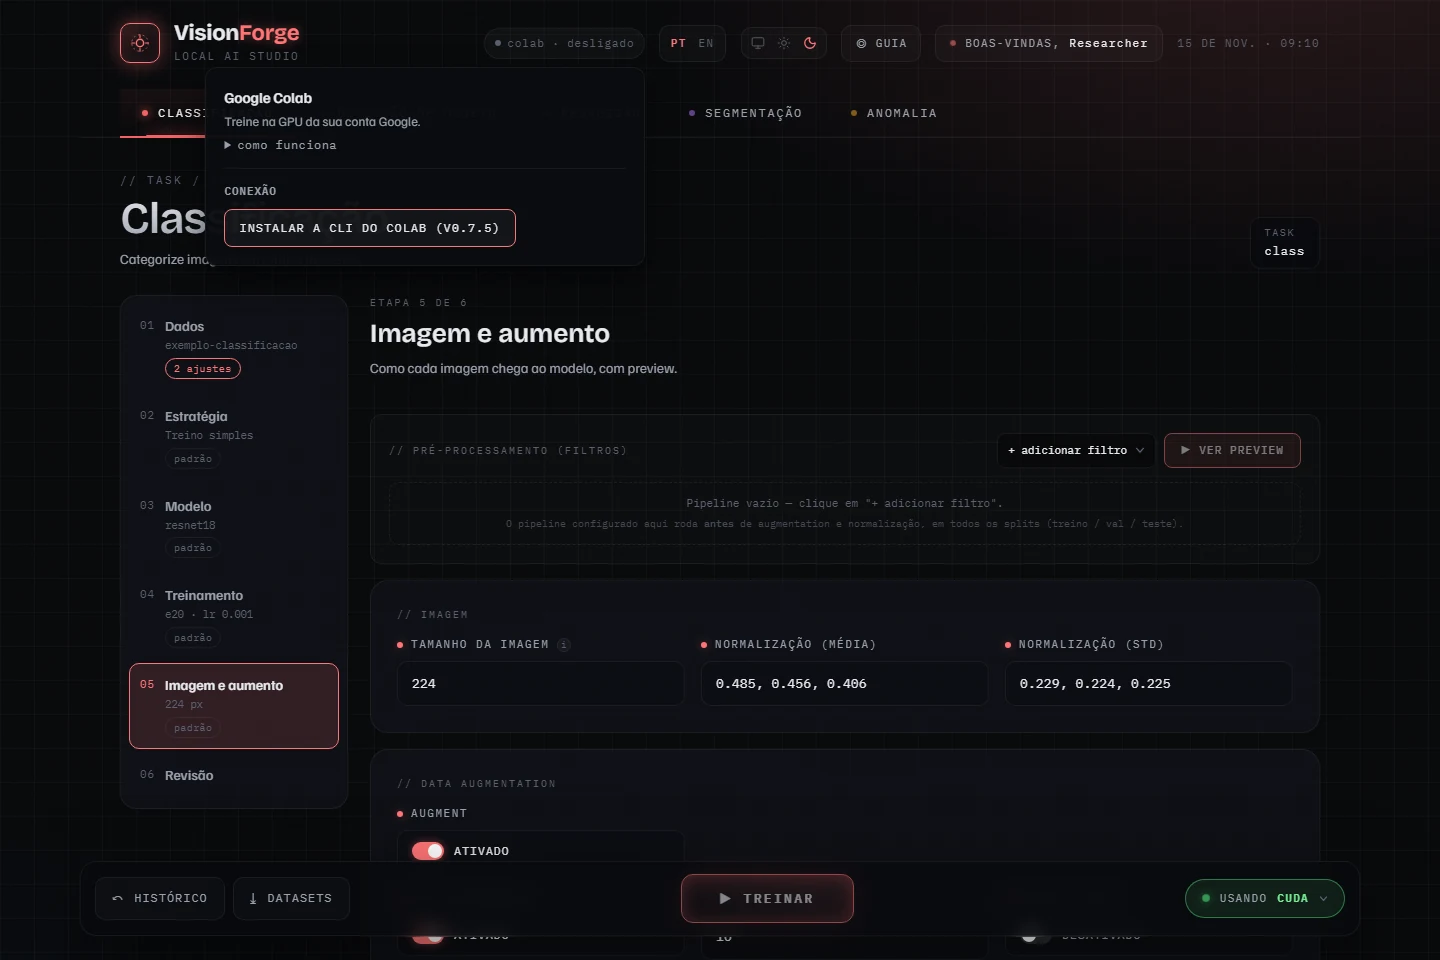 VisionForge
LOCAL AI STUDIO
colab · desligado
PT EN
GUIA
BOAS-VINDAS, Researcher
15 DE NOV. · 09:10
Google Colab
Treine na GPU da sua conta Google.
como funciona
CONEXÃO
INSTALAR A CLI DO COLAB (V0.7.5)
CLASSI
SEGMENTAÇÃO
ANOMALIA
// TASK /
Classificação
Categorize imag
TASK
class
01 Dados
exemplo-classificacao
2 ajustes
02 Estratégia
Treino simples
padrão
03 Modelo
resnet18
padrão
04 Treinamento
e20 · lr 0.001
padrão
05 Imagem e aumento
224 px
padrão
06 Revisão
ETAPA 5 DE 6
Imagem e aumento
Como cada imagem chega ao modelo, com preview.
// PRÉ-PROCESSAMENTO (FILTROS)
+ adicionar filtro
VER PREVIEW
Pipeline vazio — clique em "+ adicionar filtro".
O pipeline configurado aqui roda antes de augmentation e normalização, em todos os splits (treino / val / teste).
// IMAGEM
TAMANHO DA IMAGEM i
NORMALIZAÇÃO (MÉDIA)
NORMALIZAÇÃO (STD)
224
0.485, 0.456, 0.406
0.229, 0.224, 0.225
// DATA AUGMENTATION
AUGMENT
ATIVADO
HISTÓRICO
DATASETS
TREINAR
USANDO CUDA
ATIVADO
10
DESATIVADO